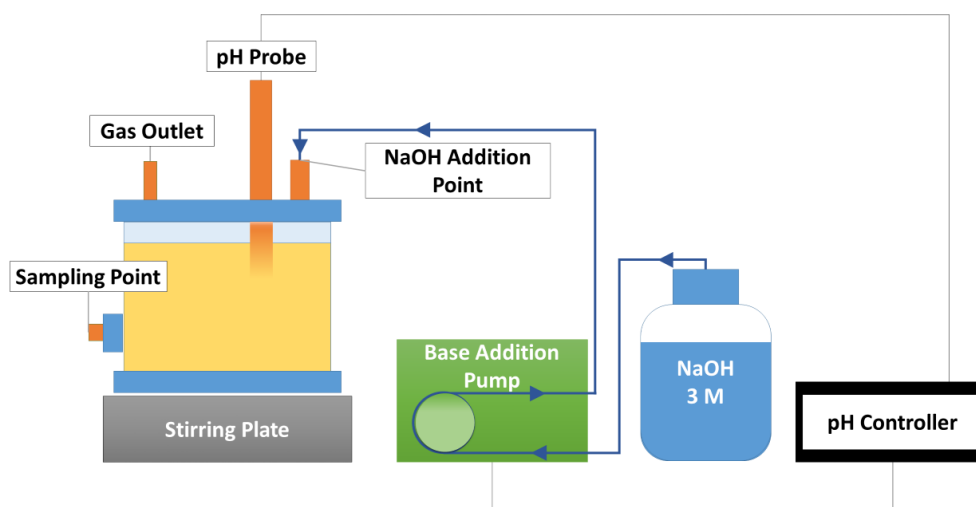 pH Probe
Gas Outlet
NaOH Addition
Point
Sampling Point
Base Addition
Pump
NaOH
3 M
pH Controller
Stirring Plate